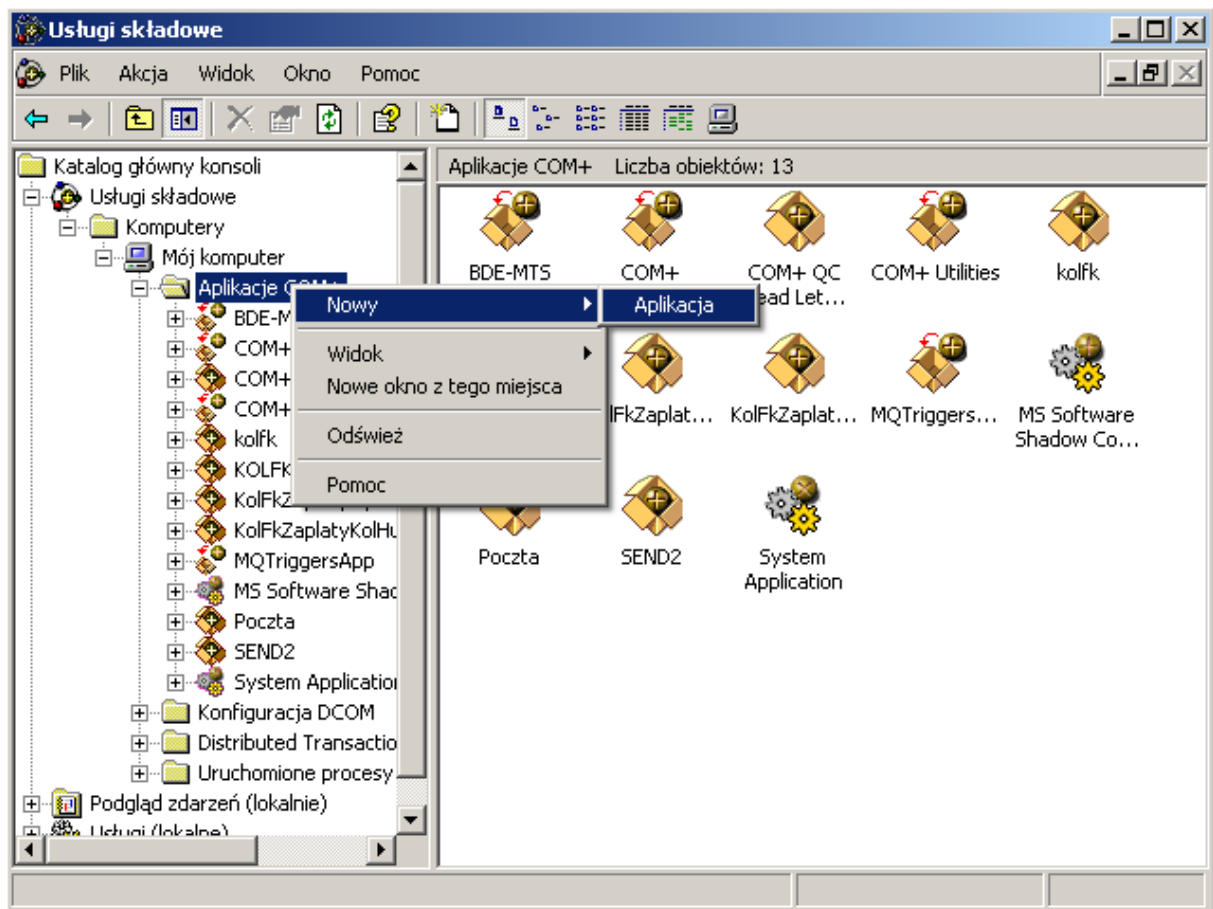 Usługi składowe
Plik Akcja Widok Okno Pomoc
Katalog główny konsoli
Usługi składowe
Komputery
Mój komputer
Aplikacje
BDE-M
COM+
COM+
COM+
kolfk
KOLFK
KolFkZ
KolFkZaplatyKolHu
MQTriggersApp
MS Software Shad
Poczta
SEND2
System Application
Konfiguracja DCOM
Distributed Transactio
Uruchomione procesy
Podgląd zdarzeń (lokalnie)
Usługi (lokalne)
Nowy
Widok
Nowe okno z tego miejsca
Odśwież
Pomoc
Aplikacja
Aplikacje COM+ Liczba obiektów: 13
BDE-MTS COM+ COM+ QC COM+ Utilities kolfk
ead Let...
lFkZaplat... KolFkZaplat... MQTriggers... MS Software
Shadow Co...
Poczta SEND2 System
Application